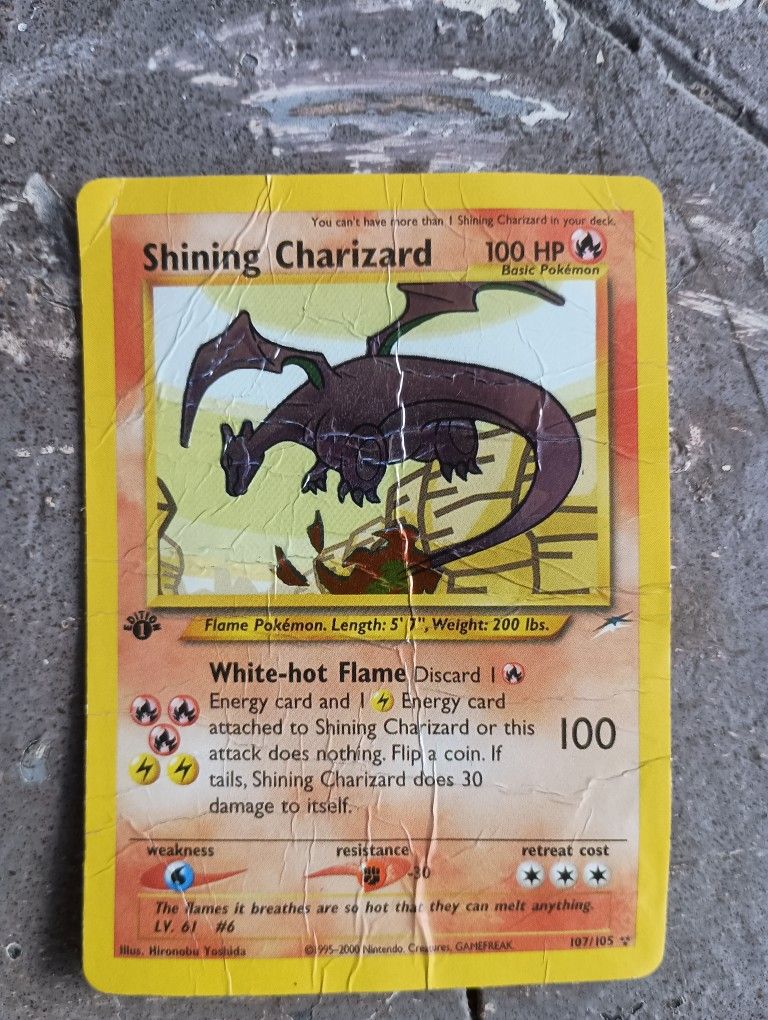 You can't have more than 1 Shining Charizard in your deck.
Shining Charizard 100 HP
Basic Pokémon
EDITION 1
Flame Pokémon. Length: 5' 7", Weight: 200 lbs.
White-hot Flame Discard 1
Energy card and 1 Energy card
attached to Shining Charizard or this
attack does nothing. Flip a coin. If
tails, Shining Charizard does 30
damage to itself.
100
weakness resistance retreat cost
-30
The flames it breathes are so hot that they can melt anything.
LV. 61 #6
Illus. Hironobu Yoshida ©1995-2000 Nintendo, Creatures, GAMEFREAK 107/105